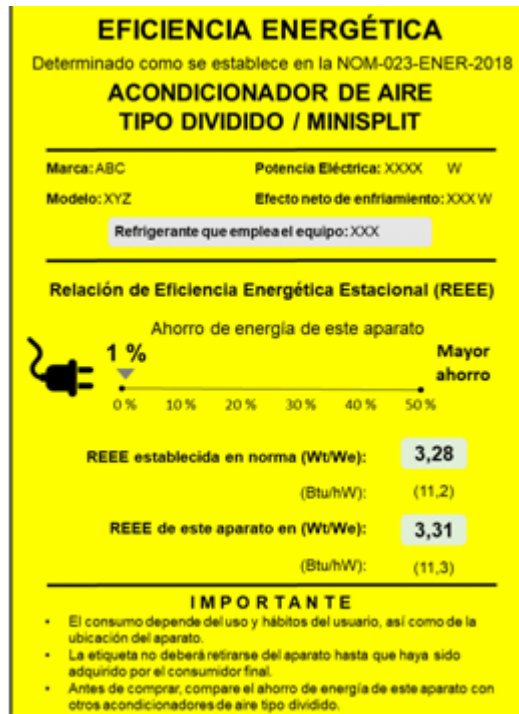 EFICIENCIA ENERGÉTICA
Determinado como se establece en la NOM-023-ENER-2018
ACONDICIONADOR DE AIRE
TIPO DIVIDIDO / MINISPLIT
Marca: ABC Potencia Eléctrica: XXXX W
Modelo: XYZ Efecto neto de enfriamiento: XXX W
Refrigerante que emplea el equipo: XXX
Relación de Eficiencia Energética Estacional (REEE)
Ahorro de energía de este aparato
1 % Mayor
ahorro
0 % 10 % 20 % 30 % 40 % 50 %
REEE establecida en norma (Wt/We): 3,28
(Btu/hW): (11,2)
REEE de este aparato en (Wt/We): 3,31
(Btu/hW): (11,3)
IMPORTANTE
• El consumo depende del uso y hábitos del usuario, así como de la
ubicación del aparato.
• La etiqueta no deberá retirarse del aparato hasta que haya sido
adquirido por el consumidor final.
• Antes de comprar, compare el ahorro de energía de este aparato con
otros acondicionadores de aire tipo dividido.